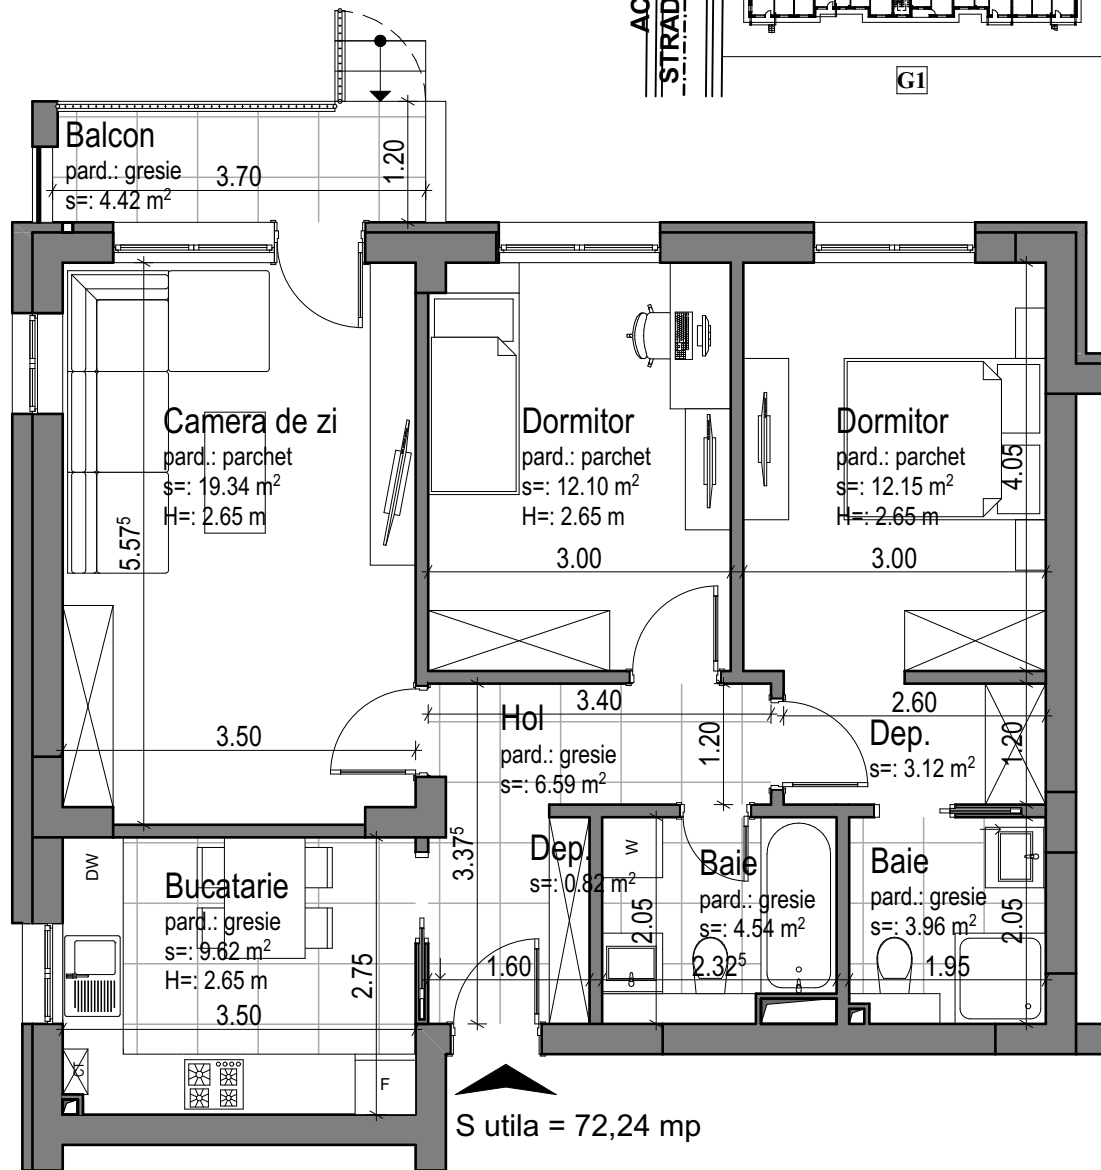 AC
STRAD
G1
Balcon
pard.: gresie
s=: 4.42 m²
3.70
1.20
Camera de zi
pard.: parchet
s=: 19.34 m²
H=: 2.65 m
5.57⁵
3.50
Dormitor
pard.: parchet
s=: 12.10 m²
H=: 2.65 m
3.00
Dormitor
pard.: parchet
s=: 12.15 m²
H=: 2.65 m
4.05
3.00
Hol
pard.: gresie
s=: 6.59 m²
3.40
1.20
3.37⁵
2.60
Dep.
s=: 3.12 m²
1.20
Dep.
s=: 0.82 m²
1.60
W
Baie
pard.: gresie
s=: 4.54 m²
2.05
2.32⁵
Baie
pard.: gresie
s=: 3.96 m²
2.05
1.95
DW
Bucatarie
pard.: gresie
s=: 9.62 m²
H=: 2.65 m
2.75
3.50
CT
F
S utila = 72,24 mp